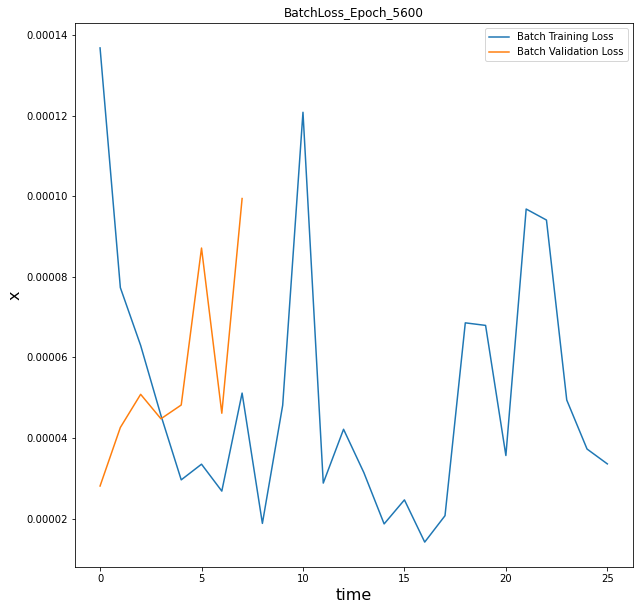 BatchLoss_Epoch_5600
Batch Training Loss
Batch Validation Loss
0.00014
0.00012
0.00010
0.00008
0.00006
0.00004
0.00002
x
0 5 10 15 20 25
time